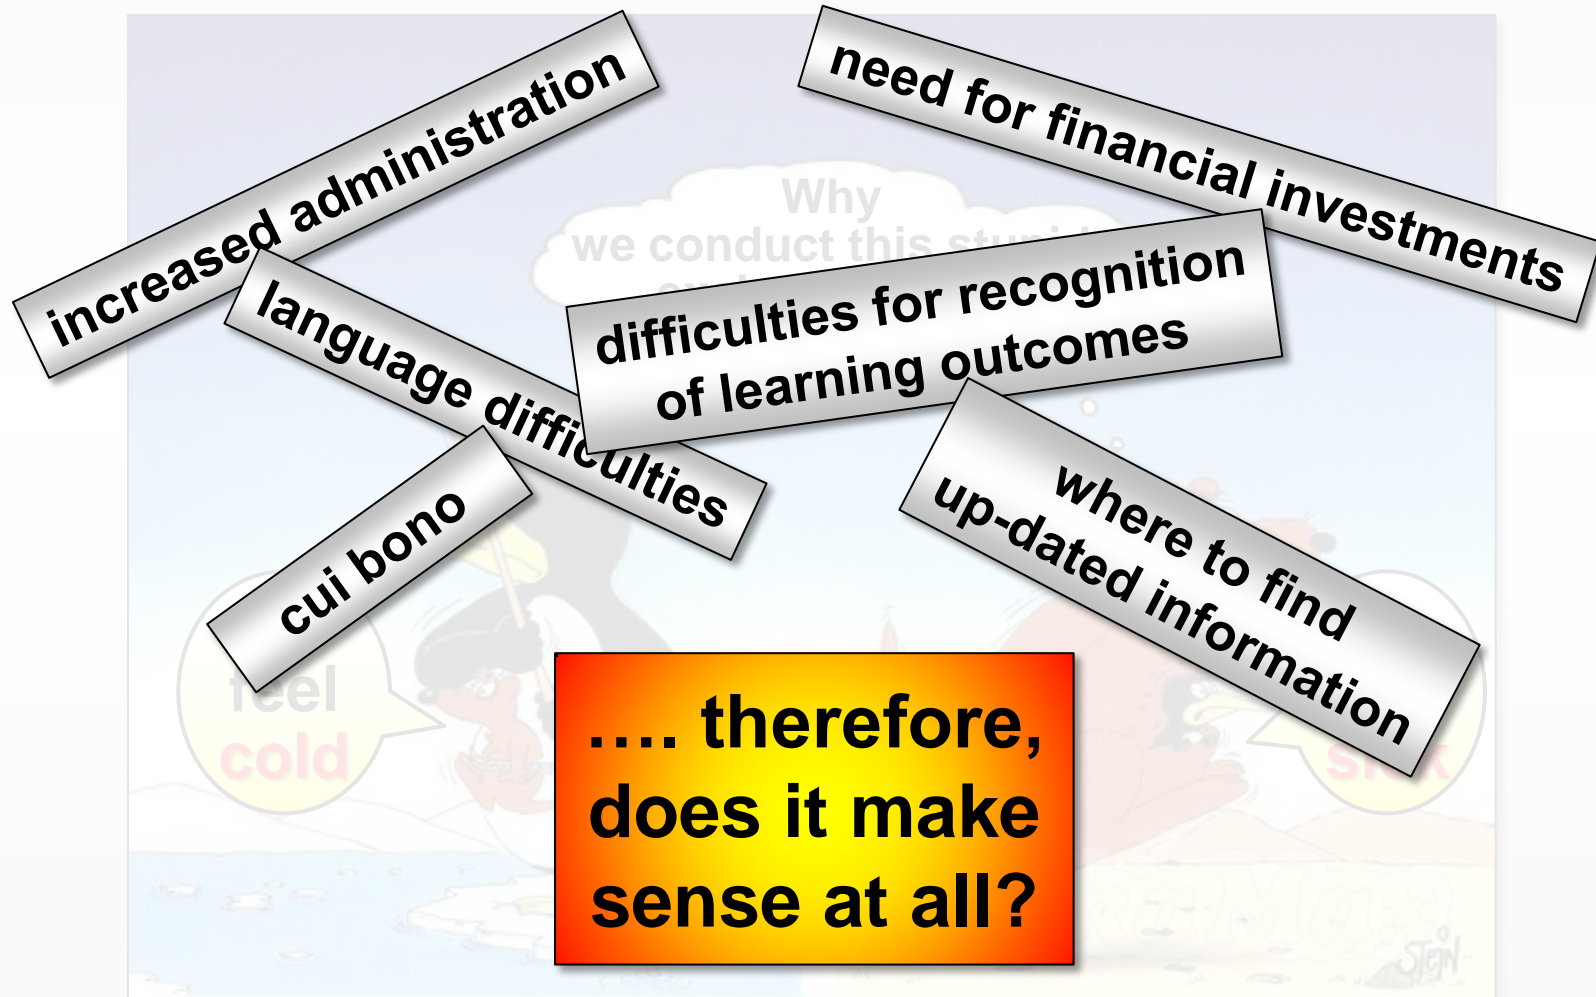 increased administration
need for financial investments
Why
we conduct this
language difficulties
difficulties for recognition
of learning outcomes
cui bono
where to find
up-dated information
feel
cold
…. therefore,
does it make
sense at all?
STEIN